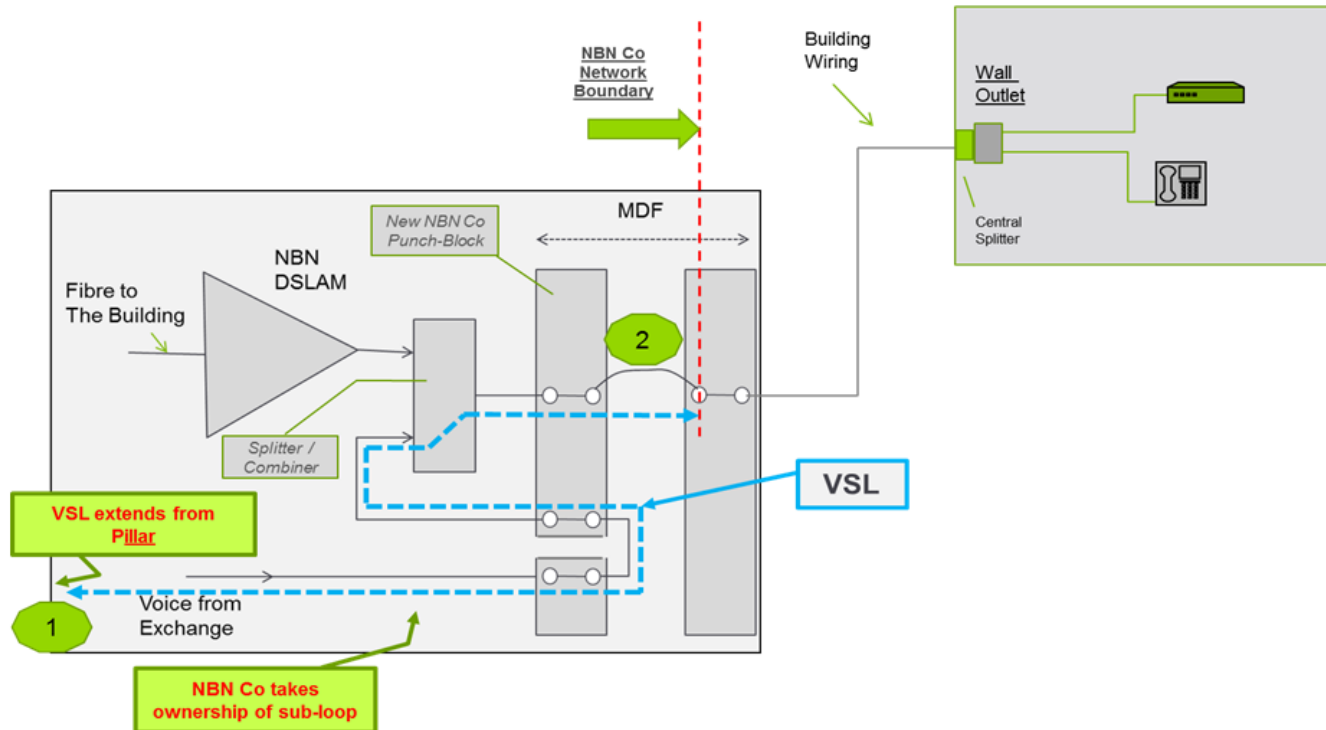 NBN Co
Network
Boundary
Building
Wiring
Wall
Outlet
Central
Splitter
MDF
New NBN Co
Punch-Block
NBN
DSLAM
Fibre to
The Building
2
Splitter /
Combiner
VSL
VSL extends from
Pillar
1
Voice from
Exchange
NBN Co takes
ownership of sub-loop